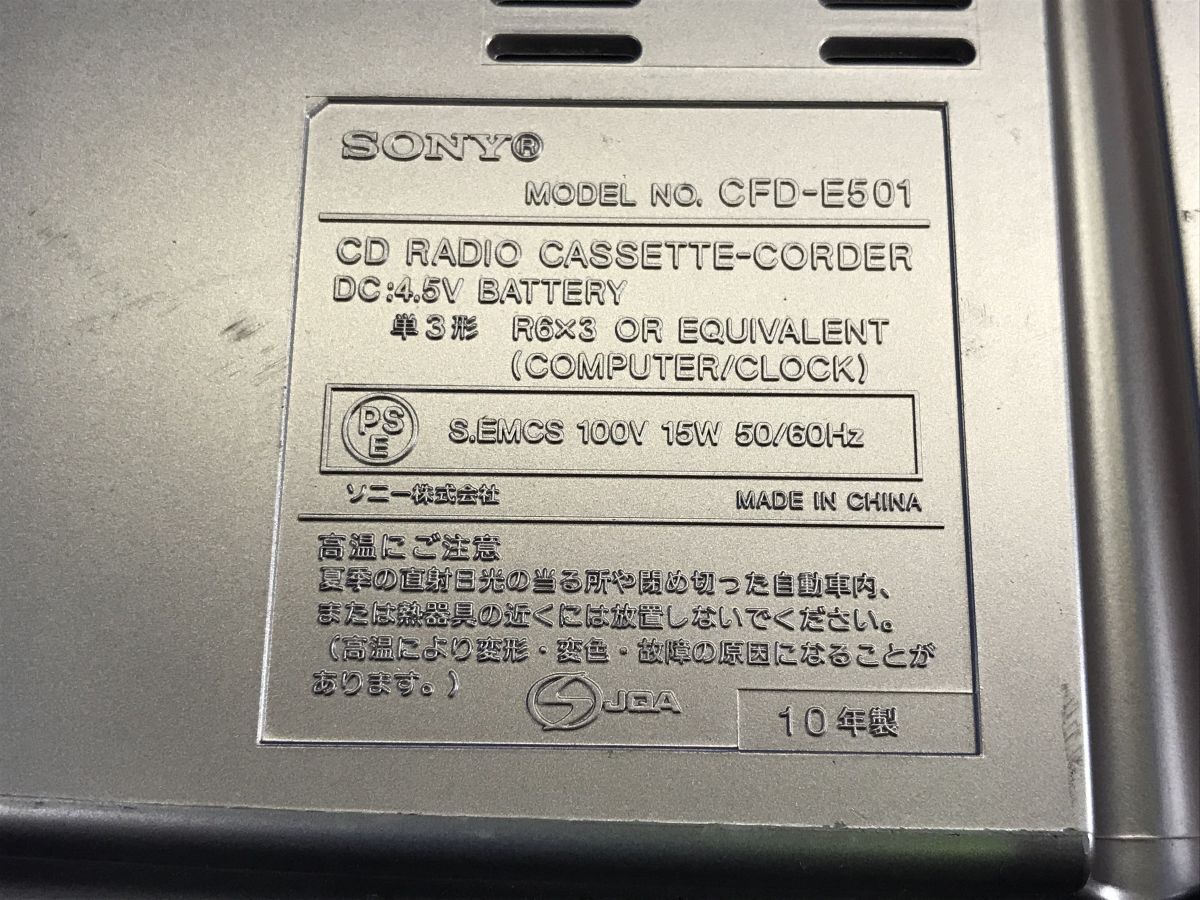 SONY®
MODEL NO. CFD-E501
CD RADIO CASSETTE-CORDER
DC:4.5V BATTERY
単3形 R6×3 OR EQUIVALENT
(COMPUTER/CLOCK)
PS
E
S.EMCS 100V 15W 50/60Hz
ソニー株式会社
MADE IN CHINA
高温にご注意
夏季の直射日光の当る所や閉め切った自動車内、
または熱器具の近くには放置しないでください。
(高温により変形・変色・故障の原因になることが
あります。)
S JQA
10年製